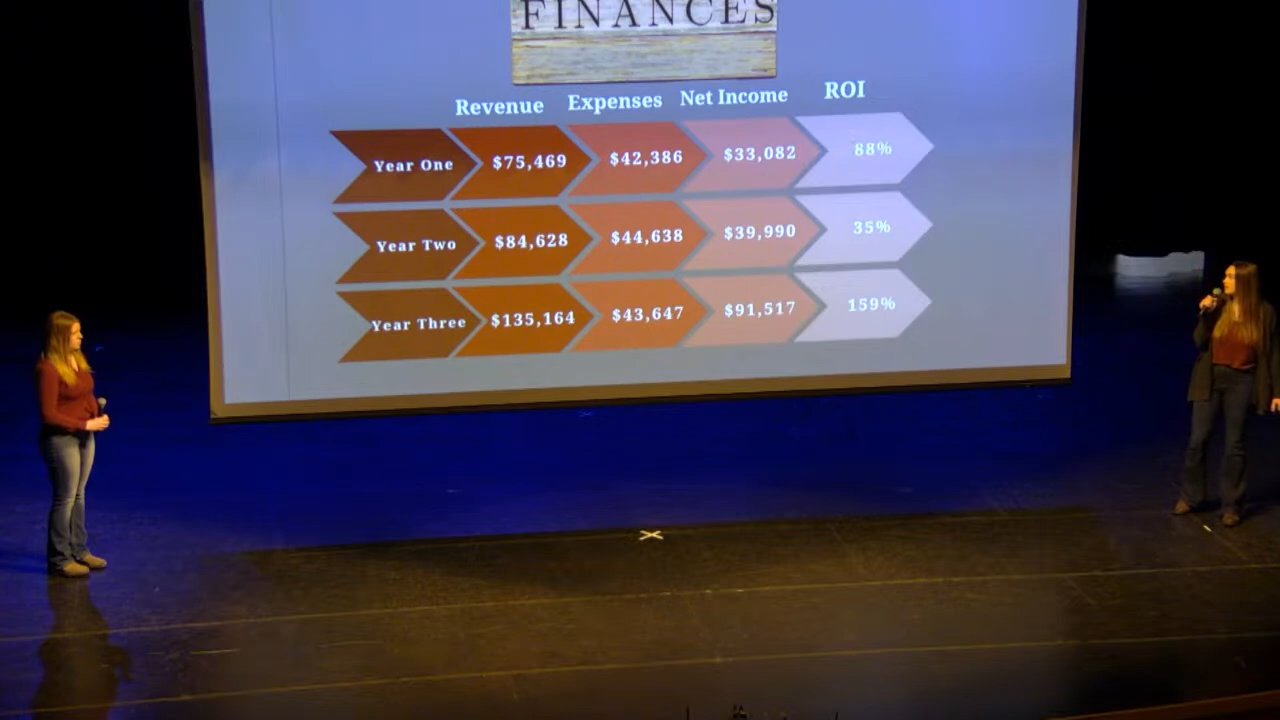 FINANCES
Revenue Expenses Net Income ROI
Year One $75,469 $42,386 $33,082 88%
Year Two $84,628 $44,638 $39,990 35%
Year Three $135,164 $43,647 $91,517 159%